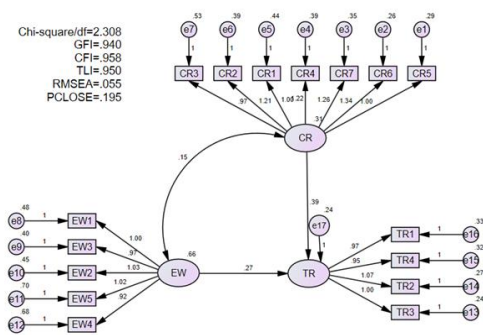 Chi-square/df=2.308
GFI=.940
CFI=.958
TLI=.950
RMSEA=.055
PCLOSE=.195
.53 .39 .44 .39 .35 .26 .29
e7 e6 e5 e4 e3 e2 e1
1 1 1 1 1 1 1
CR3 CR2 CR1 CR4 CR7 CR6 CR5
.97 1.21 1.00 1.22 1.26 1.34 1.00
.31
CR
.15
.39
.24
e17
1
.48
e8 1 EW1
.40
e9 1 EW3
.45
e10 1 EW2
.70
e11 1 EW5
.68
e12 1 EW4
1.00
.97
1.03
1.02
.92
.66
EW
.27
TR
.97
.95
1.07
1.00
.33
TR1 1 e16
.32
TR4 1 e15
.27
TR2 1 e14
.24
TR3 1 e13